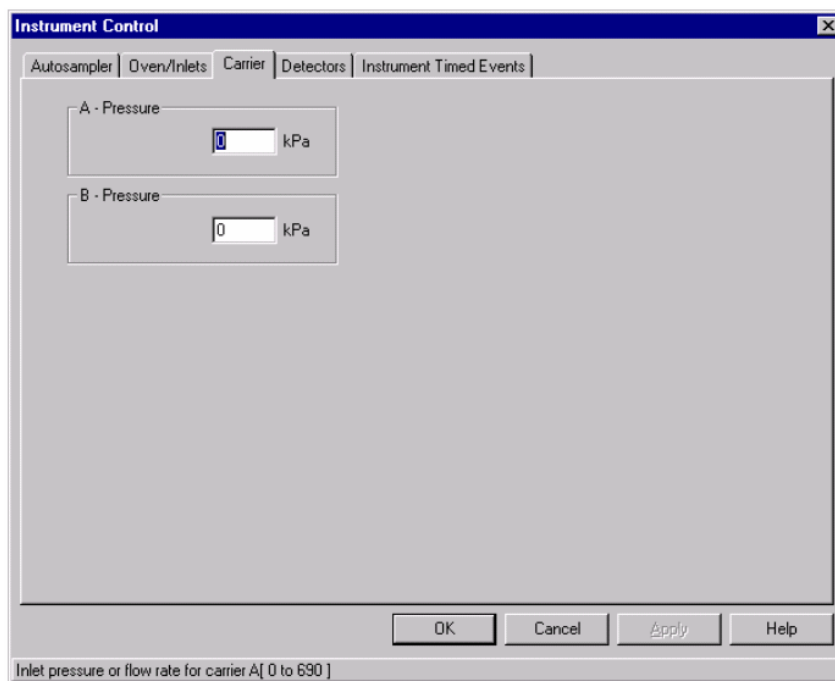 Instrument Control
Autosampler Oven/Inlets Carrier Detectors Instrument Timed Events
A - Pressure
0 kPa
B - Pressure
0 kPa
OK Cancel Apply Help
Inlet pressure or flow rate for carrier A[ 0 to 690 ]